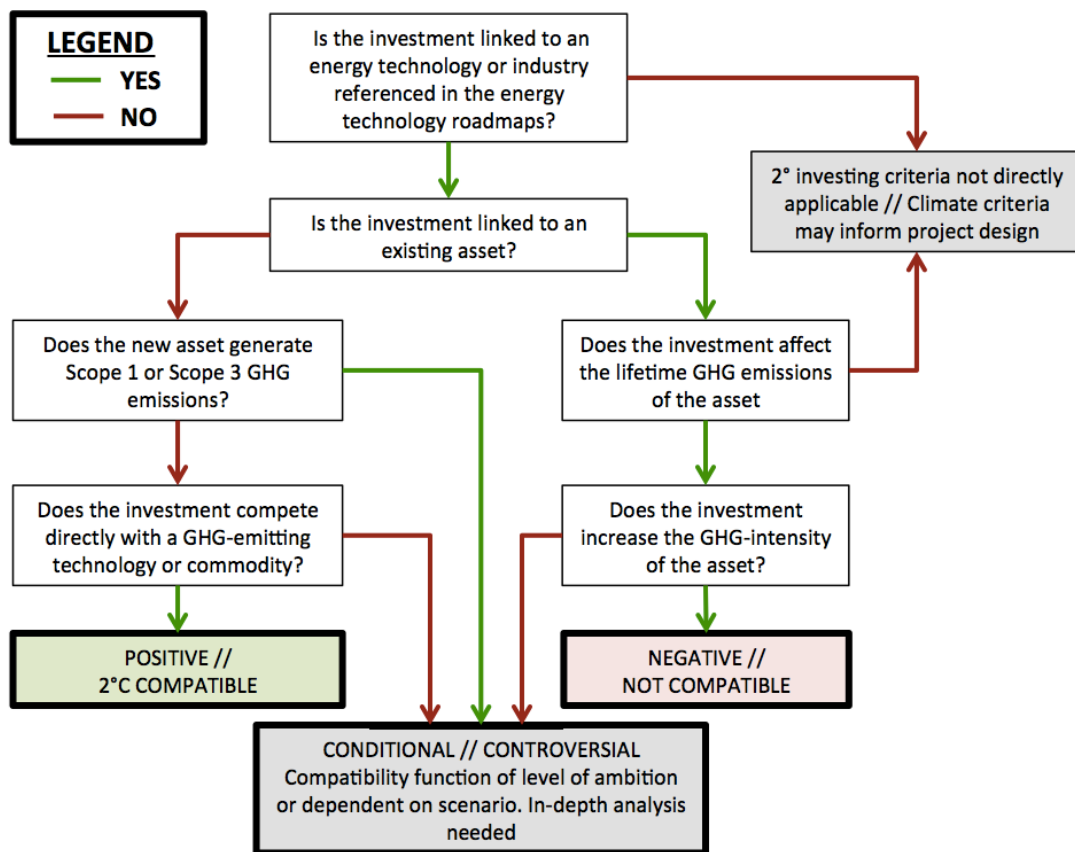 LEGEND
YES
NO
Is the investment linked to an
energy technology or industry
referenced in the energy
technology roadmaps?
2° investing criteria not directly
applicable // Climate criteria
may inform project design
Is the investment linked to an
existing asset?
Does the new asset generate
Scope 1 or Scope 3 GHG
emissions?
Does the investment affect
the lifetime GHG emissions
of the asset
Does the investment compete
directly with a GHG-emitting
technology or commodity?
Does the investment
increase the GHG-intensity
of the asset?
POSITIVE //
2°C COMPATIBLE
NEGATIVE //
NOT COMPATIBLE
CONDITIONAL // CONTROVERSIAL
Compatibility function of level of ambition
or dependent on scenario. In-depth analysis
needed